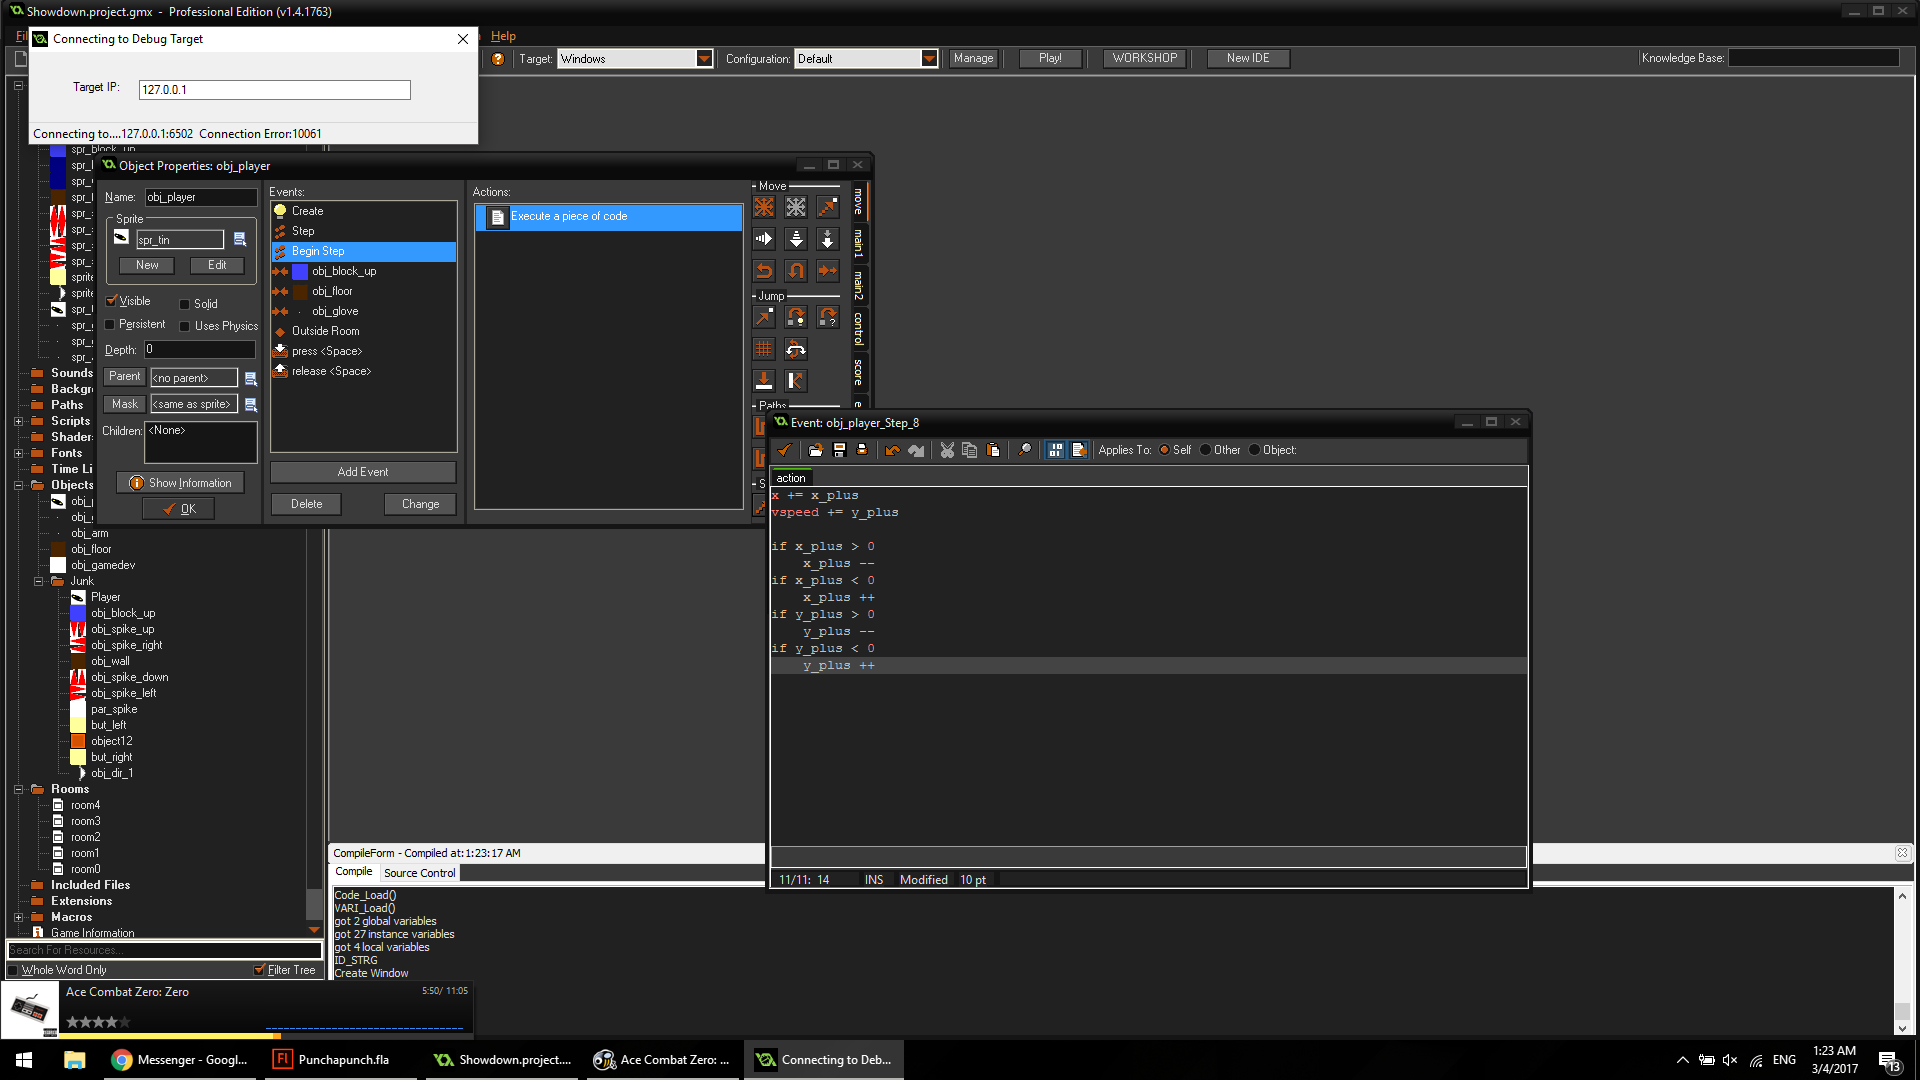 Showdown.project.gmx - Professional Edition (v1.4.1763)
Connecting to Debug Target
Help
Target IP: 127.0.0.1
Connecting to....127.0.0.1:6502 Connection Error:10061
Target: Windows
Configuration: Default
Manage
Play!
WORKSHOP
New IDE
Knowledge Base:
spr_block_up
Object Properties: obj_player
Name: obj_player
Sprite
spr_tin
New
Edit
Visible
Solid
Persistent
Uses Physics
Depth: 0
Parent <no parent>
Mask <same as sprite>
Children: <None>
Show Information
OK
Events:
Create
Step
Begin Step
obj_block_up
obj_floor
obj_glove
Outside Room
press <Space>
release <Space>
Add Event
Delete
Change
Actions:
Execute a piece of code
Move
Jump
Paths
move
main1
main2
control
score
Sounds
Backgr
Paths
Scripts
Shader
Fonts
Time Li
Objects
obj_arm
obj_floor
obj_gamedev
Junk
Player
obj_block_up
obj_spike_up
obj_spike_right
obj_wall
obj_spike_down
obj_spike_left
par_spike
but_left
object12
but_right
obj_dir_1
Rooms
room4
room3
room2
room1
room0
Included Files
Extensions
Macros
Game Information
Search For Resources...
Whole Word Only
Filter Tree
Event: obj_player_Step_8
Applies To: Self Other Object:
action
x += x_plus
vspeed += y_plus
if x_plus > 0
x_plus --
if x_plus < 0
x_plus ++
if y_plus > 0
y_plus --
if y_plus < 0
y_plus ++
11/11: 14 INS Modified 10 pt
CompileForm - Compiled at:1:23:17 AM
Compile
Source Control
Code_Load()
VARI_Load()
got 2 global variables
got 27 instance variables
got 4 local variables
ID_STRG
Create Window
Ace Combat Zero: Zero
5:50/ 11:05
Messenger - Googl...
Punchapunch.fla
Showdown.project....
Ace Combat Zero: ...
Connecting to Deb...
ENG
1:23 AM
3/4/2017
13